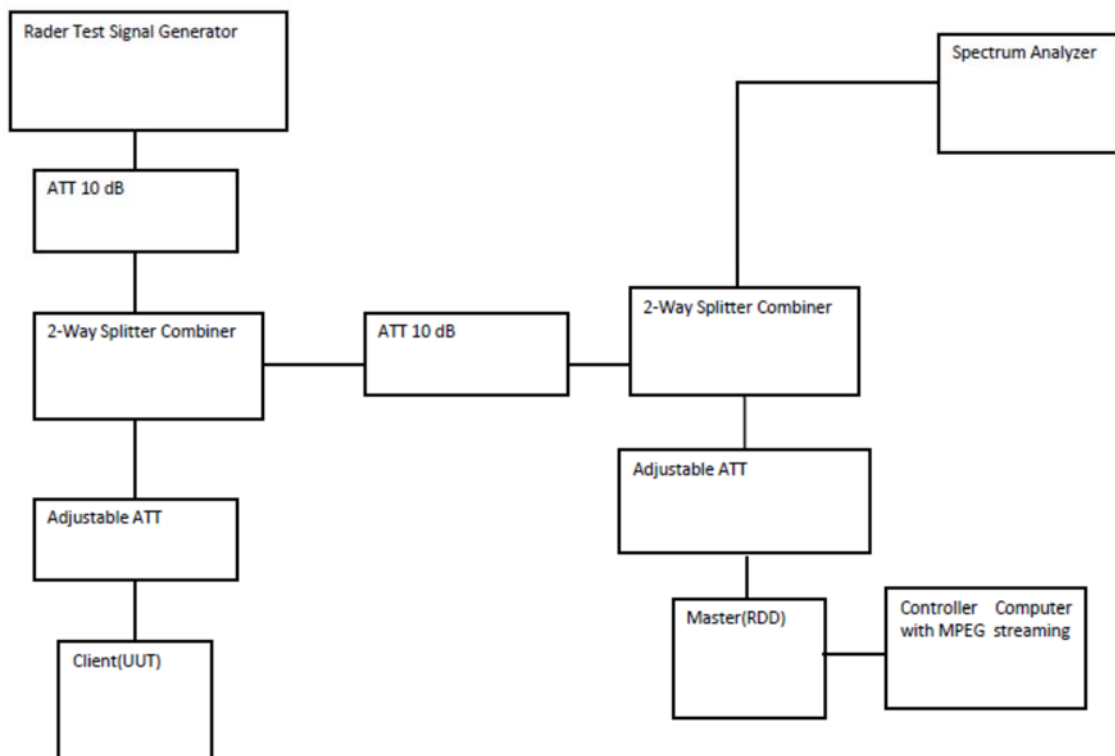 Rader Test Signal Generator
Spectrum Analyzer
ATT 10 dB
2-Way Splitter Combiner
ATT 10 dB
2-Way Splitter Combiner
Adjustable ATT
Adjustable ATT
Client(UUT)
Master(RDD)
Controller Computer
with MPEG streaming